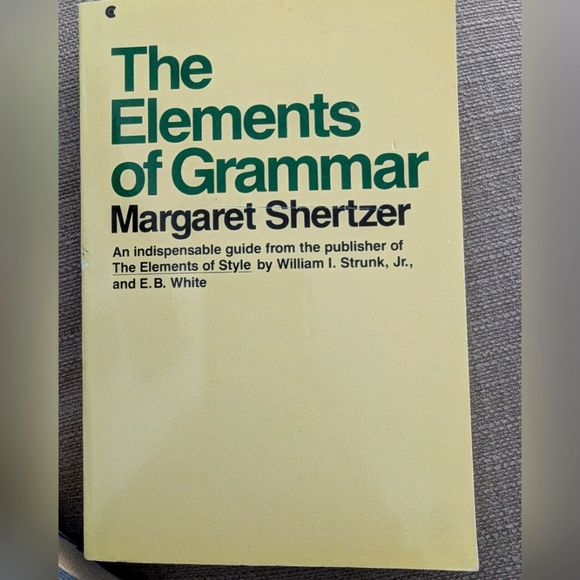 The
Elements
of Grammar
Margaret Shertzer
An indispensable guide from the publisher of
The Elements of Style by William I. Strunk, Jr.,
and E.B. White